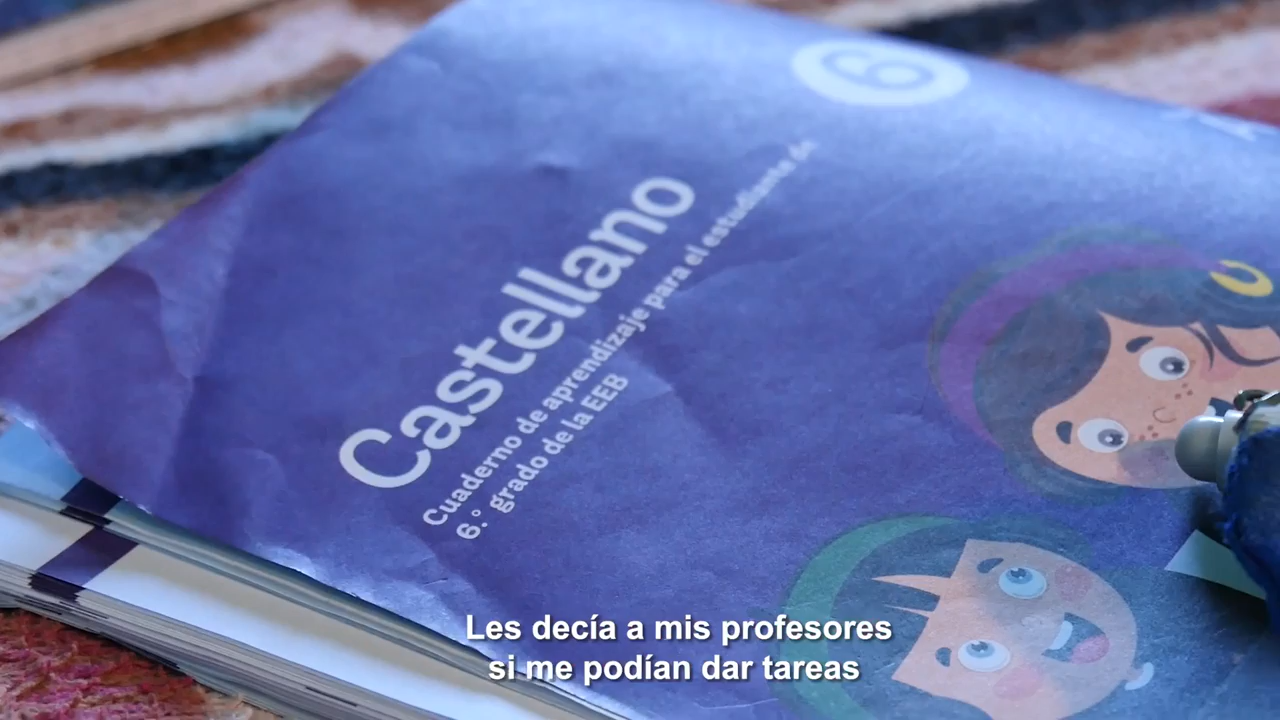 6
Castellano
Cuaderno de aprendizaje para el estudiante de
6.° grado de la EEB
Les decía a mis profesores
si me podían dar tareas